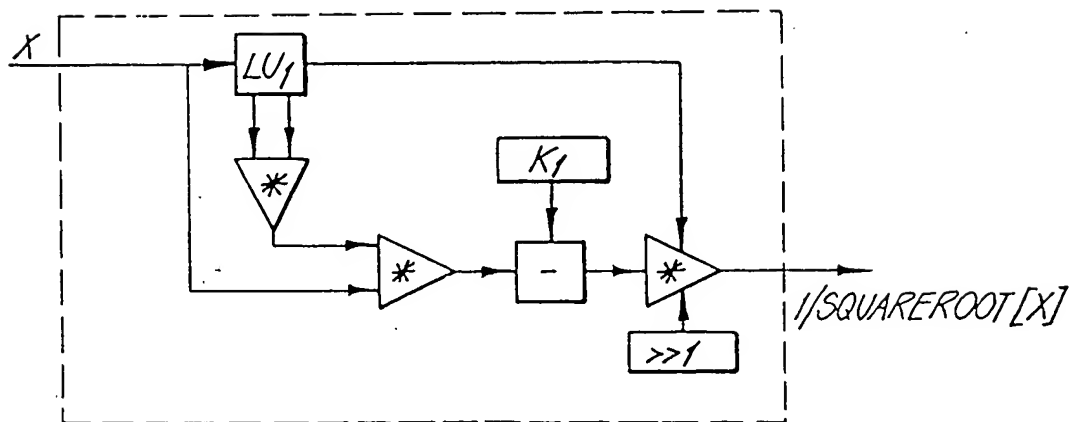 X
LU1
*
K1
*
-
*
>>1
1/SQUAREROOT[X]